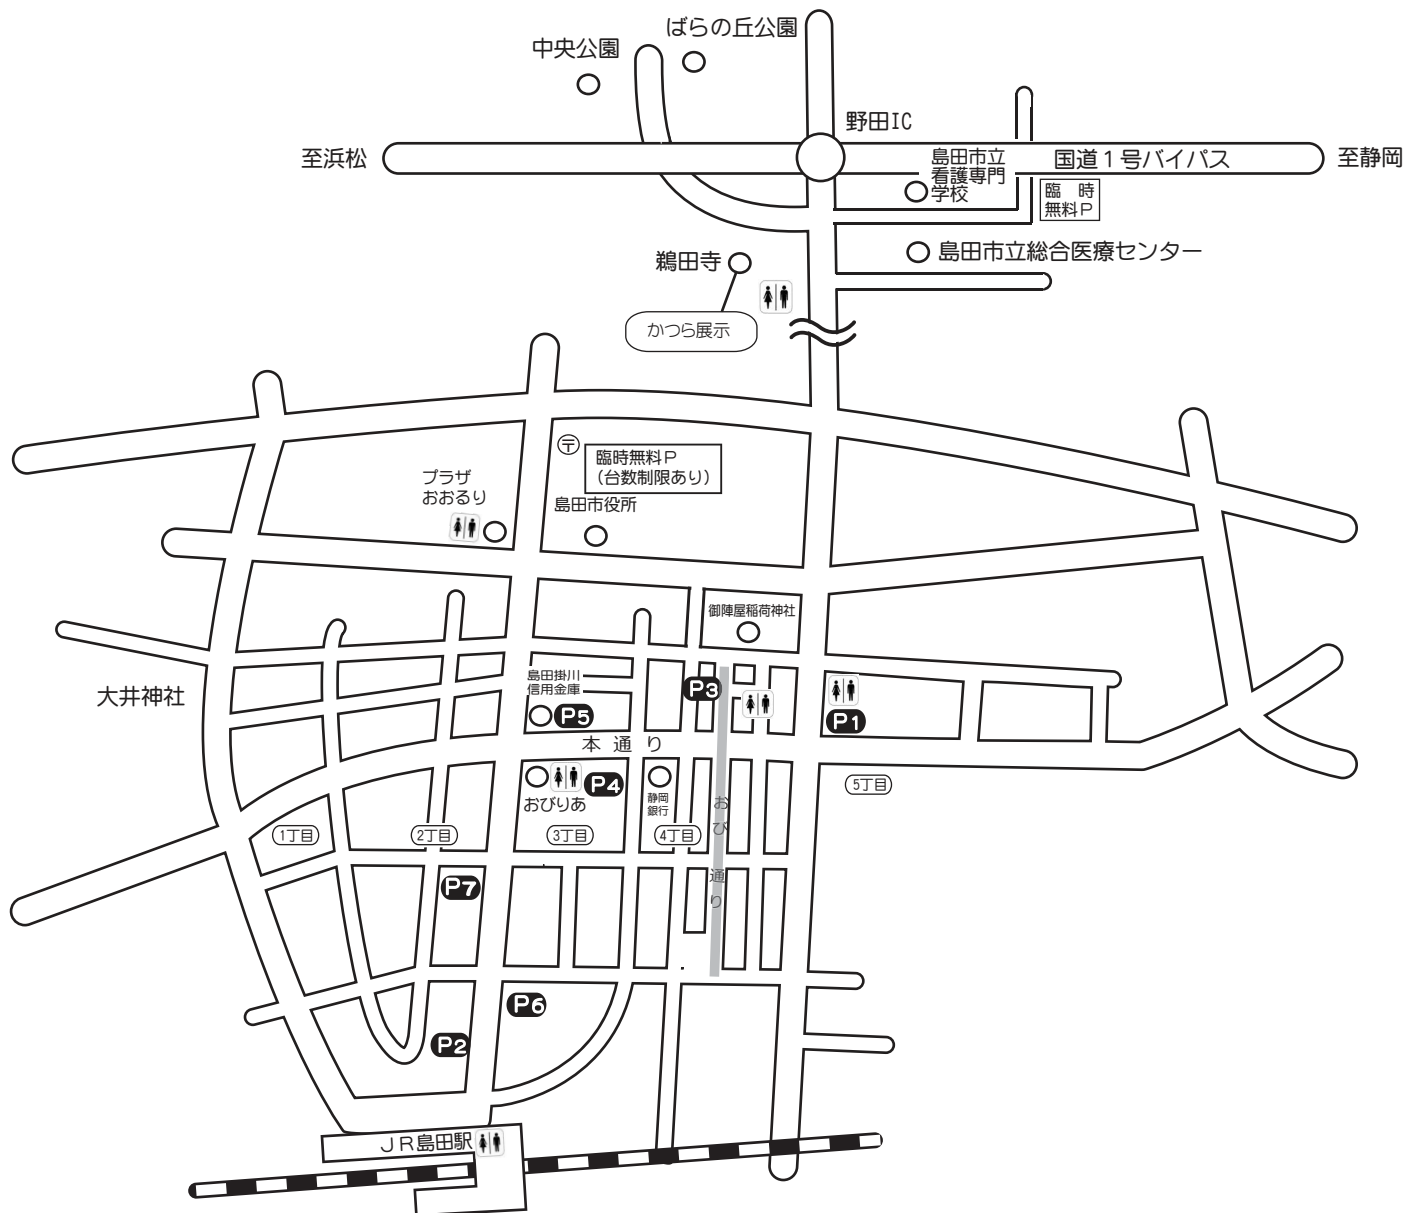 ばらの丘公園
中央公園
野田IC
至浜松
島田市立
看護専門
学校
国道１号バイパス
至静岡
臨　時
無料Ｐ
島田市立総合医療センター
鵜田寺
かつら展示
〒
臨時無料Ｐ
（台数制限あり）
プラザ
おおるり
島田市役所
御陣屋稲荷神社
大井神社
島田掛川
信用金庫
P5
P3
P1
本 通 り
おびりあ
P4
静岡
銀行
5丁目
1丁目
2丁目
3丁目
4丁目
おび通り
P7
P6
P2
ＪＲ島田駅